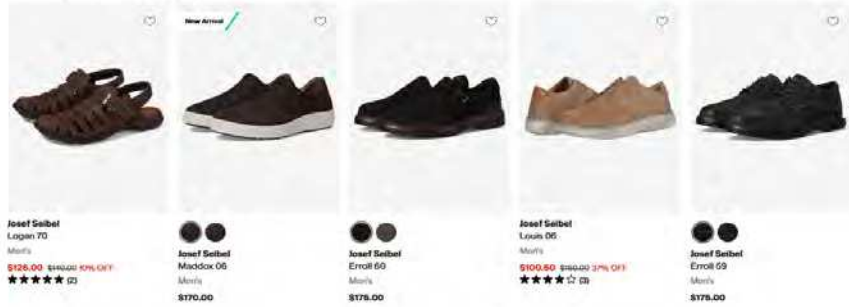 New Arrival
Josef Seibel
Logan 70
Men's
$126.00 $140.00 10% OFF
(2)
Josef Seibel
Maddox 06
Men's
$170.00
Josef Seibel
Erroll 60
Men's
$175.00
Josef Seibel
Louis 06
Men's
$100.50 $160.00 37% OFF
(3)
Josef Seibel
Erroll 59
Men's
$175.00